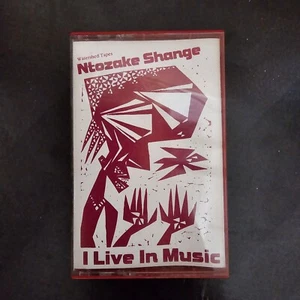 Watershed Tapes
Ntozake Shange
I Live In Music